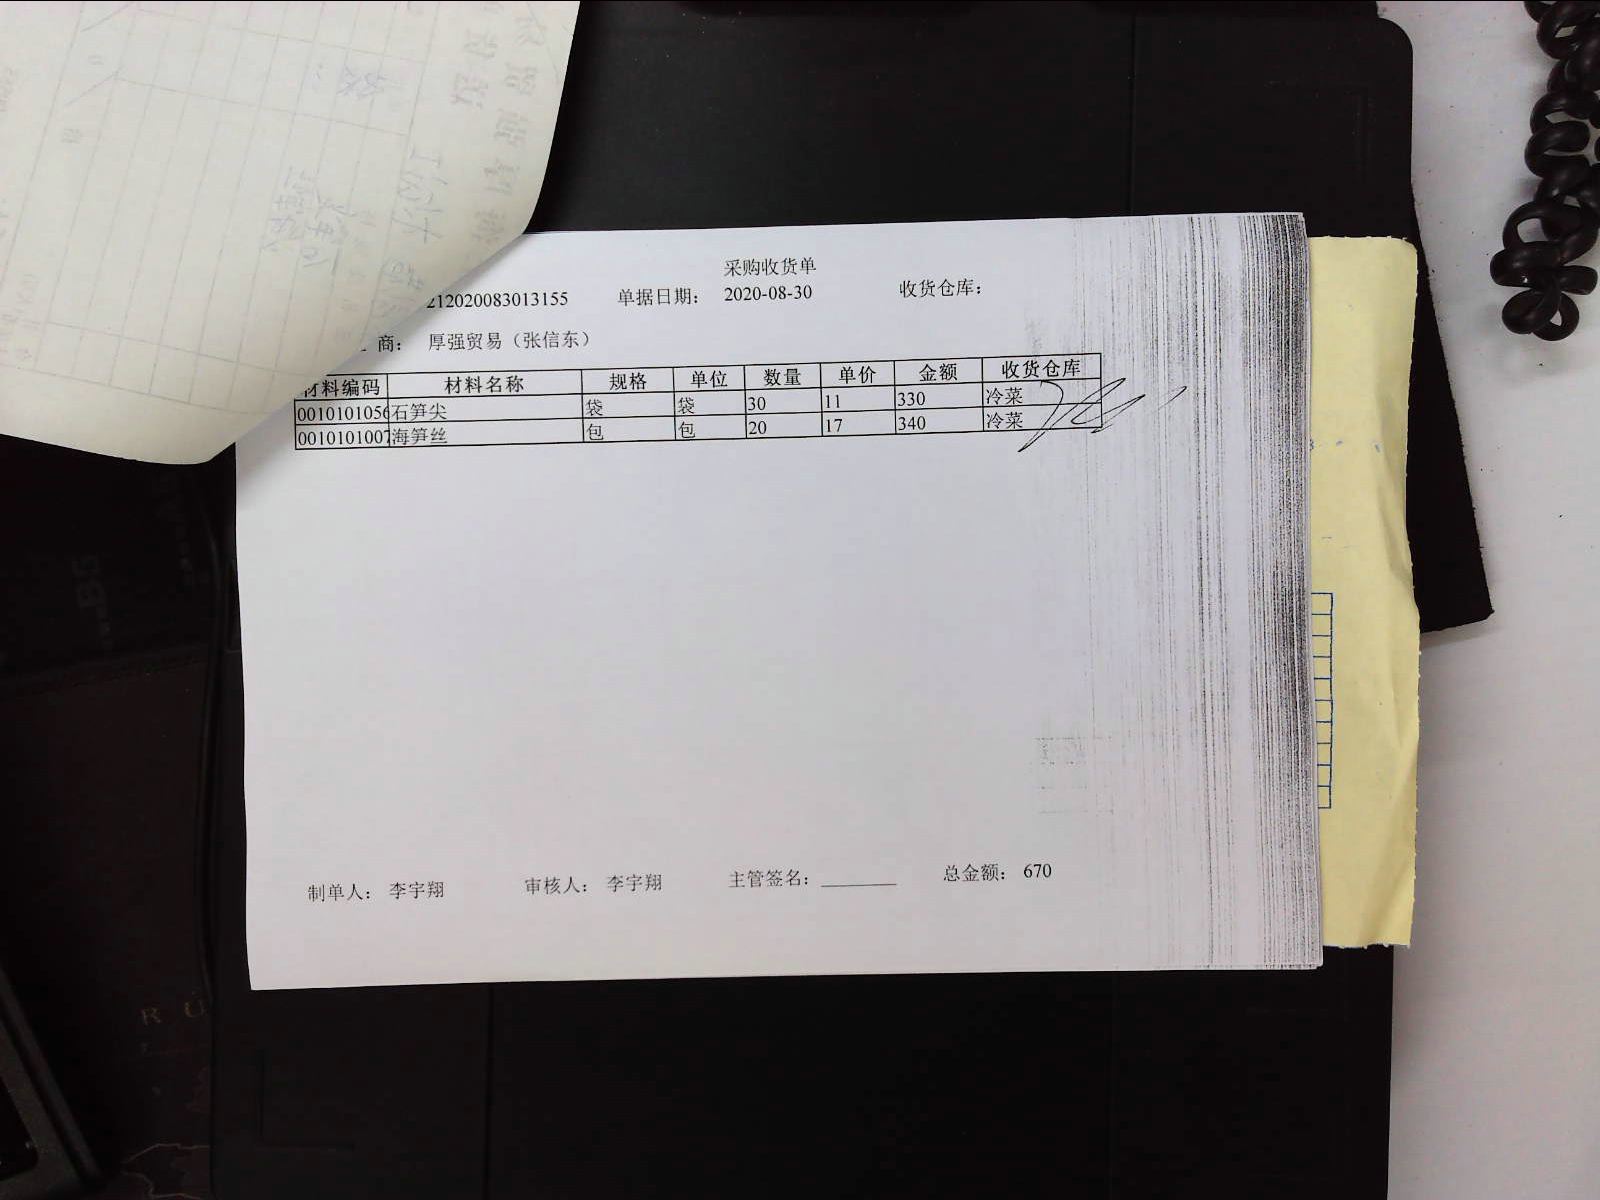 采购收货单
212020083013155 单据日期: 2020-08-30 收货仓库:
商: 厚强贸易（张信东）
材料编码 材料名称 规格 单位 数量 单价 金额 收货仓库
0010101056 石笋尖 袋 袋 30 11 330 冷菜
0010101007 海笋丝 包 包 20 17 340 冷菜
制单人: 李宇翔 审核人: 李宇翔 主管签名: ________ 总金额: 670